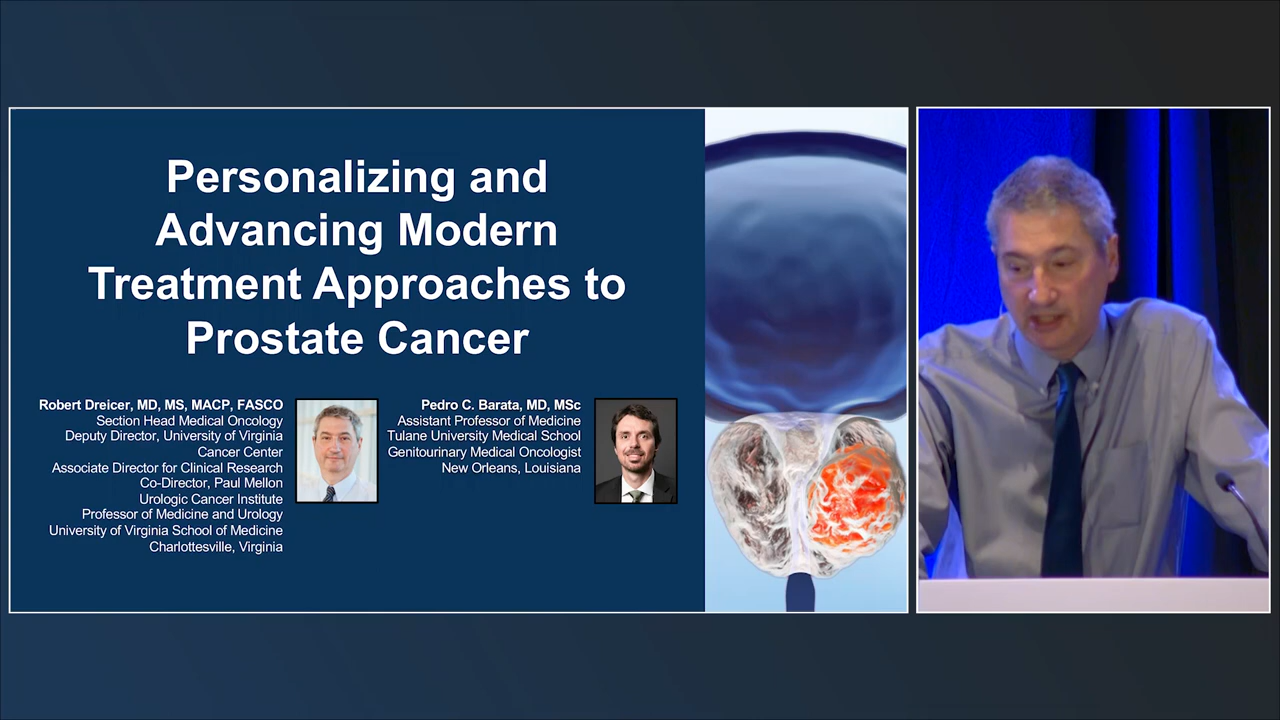 Personalizing and
Advancing Modern
Treatment Approaches to
Prostate Cancer
Robert Dreicer, MD, MS, MACP, FASCO
Section Head Medical Oncology
Deputy Director, University of Virginia
Cancer Center
Associate Director for Clinical Research
Co-Director, Paul Mellon
Urologic Cancer Institute
Professor of Medicine and Urology
University of Virginia School of Medicine
Charlottesville, Virginia
Pedro C. Barata, MD, MSc
Assistant Professor of Medicine
Tulane University Medical School
Genitourinary Medical Oncologist
New Orleans, Louisiana